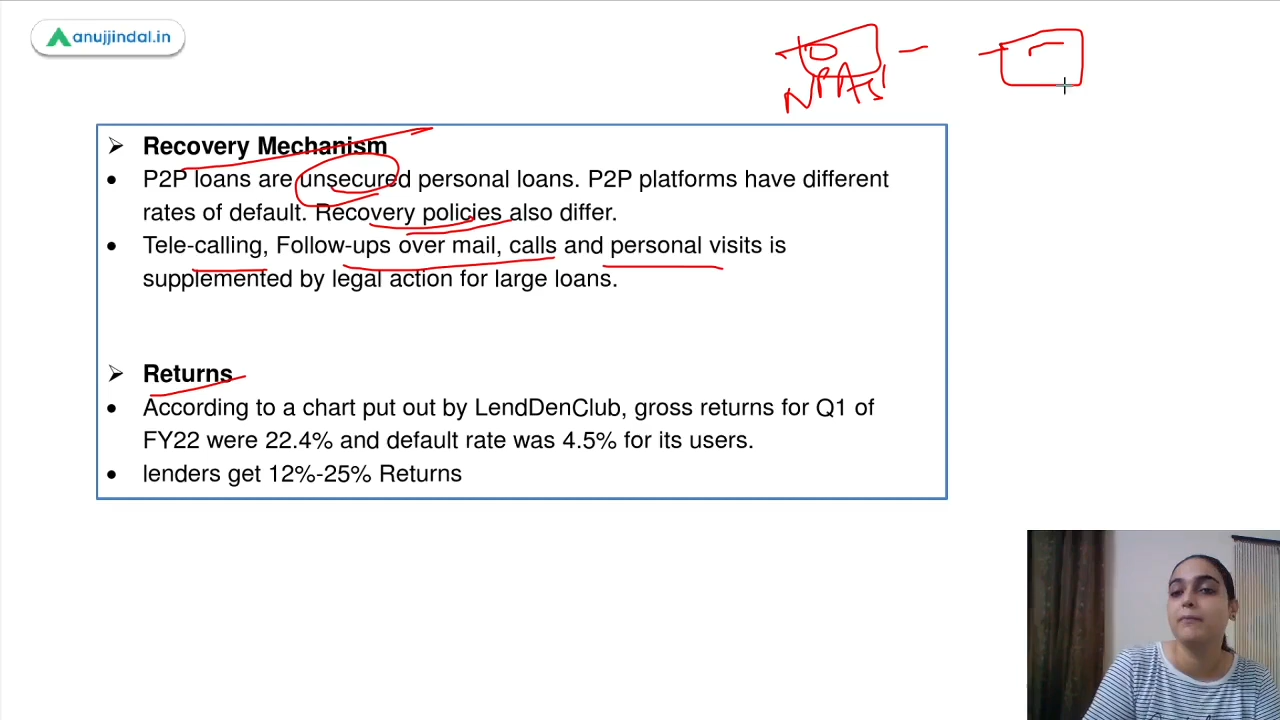 anujjindal.in
NPA's'
➢ Recovery Mechanism
• P2P loans are unsecured personal loans. P2P platforms have different
rates of default. Recovery policies also differ.
• Tele-calling, Follow-ups over mail, calls and personal visits is
supplemented by legal action for large loans.
➢ Returns
• According to a chart put out by LendDenClub, gross returns for Q1 of
FY22 were 22.4% and default rate was 4.5% for its users.
• lenders get 12%-25% Returns